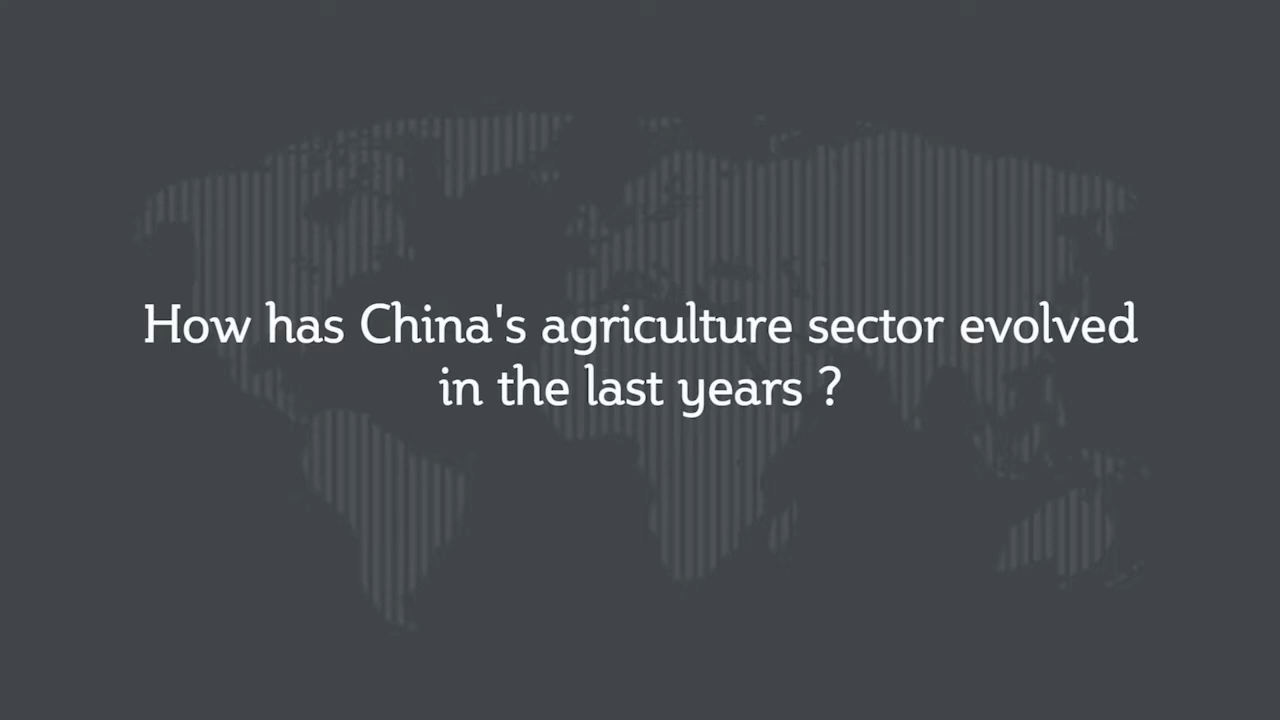 How has China's agriculture sector evolved
in the last years ?